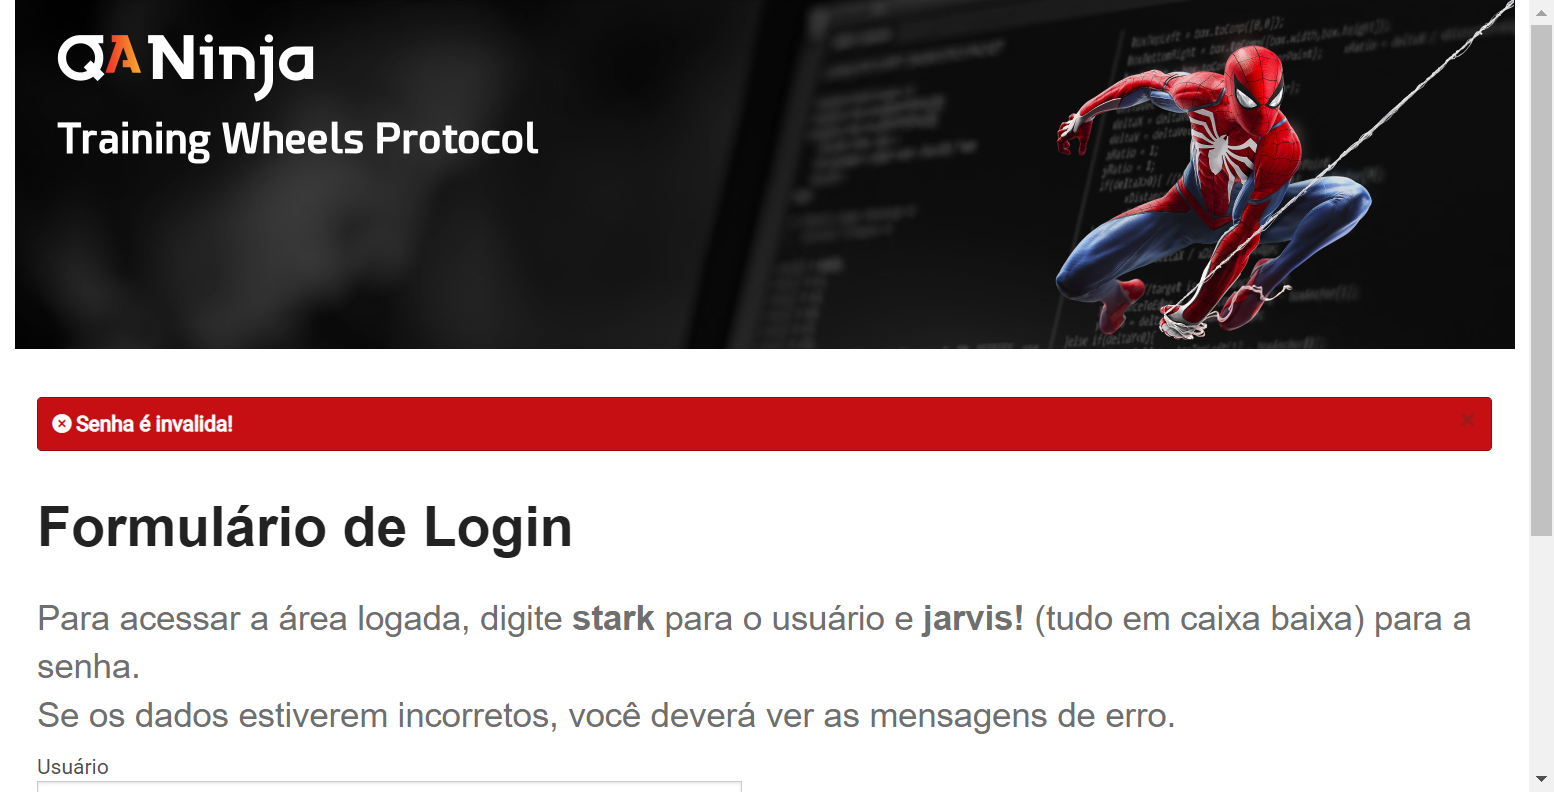 QANinja
Training Wheels Protocol
Senha é invalida!
×
Formulário de Login
Para acessar a área logada, digite stark para o usuário e jarvis! (tudo em caixa baixa) para a
senha.
Se os dados estiverem incorretos, você deverá ver as mensagens de erro.
Usuário